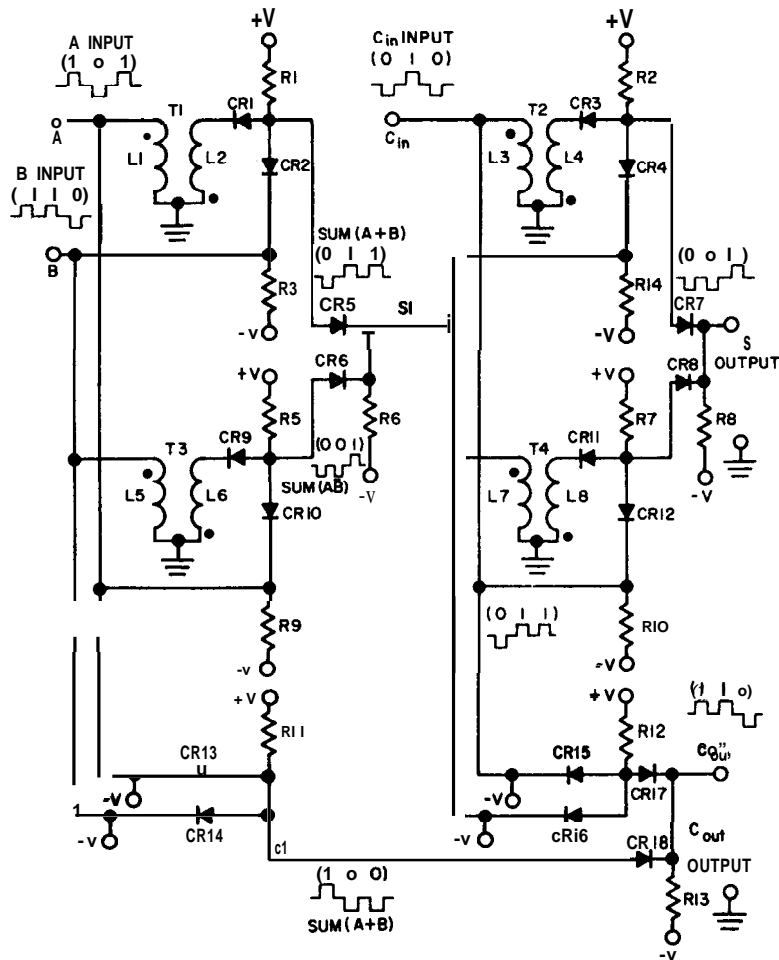 +V
+V
A INPUT
(1 o 1)
Cin INPUT
(0 1 0)
R1
R2
T1
CR1
T2
CR3
A
Cin
L1
L2
CR2
L3
L4
CR4
B INPUT
(1 1 0)
SUM (A+B)
(0 1 1)
B
R3
R14
(0 0 1)
CR5
S1
CR7
-V
-V
S
OUTPUT
+V
CR6
+V
CR8
R5
R6
R7
R8
T3
CR9
(0 0 1)
T4
CR11
L5
L6
SUM (AB̄)
-V
L7
L8
-V
CR10
CR12
R9
(0 1 1)
R10
-v
-V
+V
+V
(1 1 0)
R11
R12
CR13
u
CR15
Cout
-V
-V
CR17
1
CR14
CR16
Cout
-V
-V
c1
CR18
OUTPUT
(1 o 0)
R13
SUM (A+B)
-V